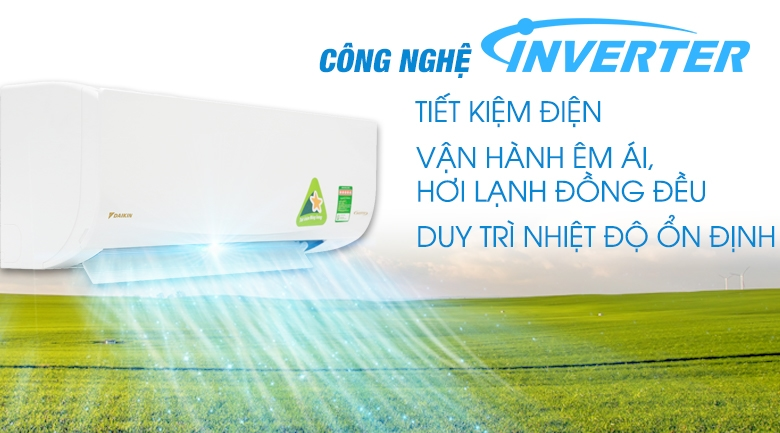 CÔNG NGHỆ INVERTER
TIẾT KIỆM ĐIỆN
VẬN HÀNH ÊM ÁI,
HƠI LẠNH ĐỒNG ĐỀU
DUY TRÌ NHIỆT ĐỘ ỔN ĐỊNH
DAIKIN